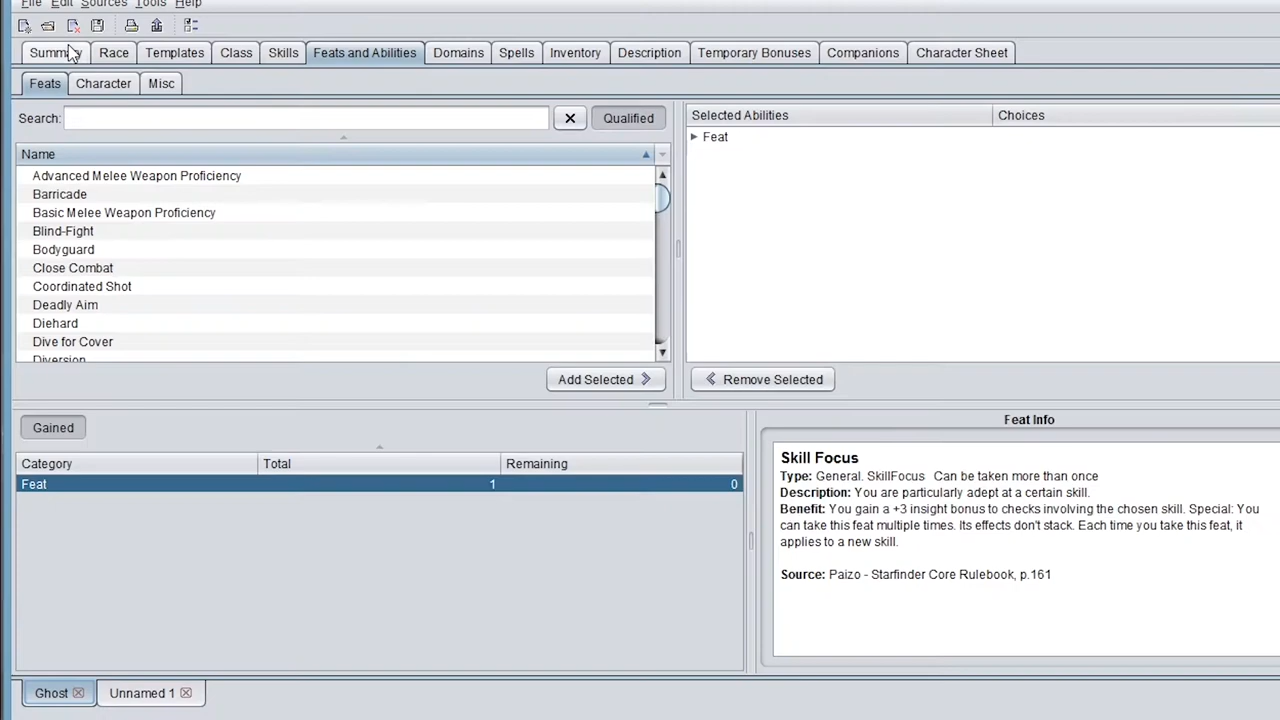 File Edit Sources Tools Help
Summary Race Templates Class Skills Feats and Abilities Domains Spells Inventory Description Temporary Bonuses Companions Character Sheet
Feats Character Misc
Search: Qualified
Name
Advanced Melee Weapon Proficiency
Barricade
Basic Melee Weapon Proficiency
Blind-Fight
Bodyguard
Close Combat
Coordinated Shot
Deadly Aim
Diehard
Dive for Cover
Diversion
Add Selected
Selected Abilities Choices
Feat
Remove Selected
Gained
Category Total Remaining
Feat 1 0
Feat Info
Skill Focus
Type: General. SkillFocus Can be taken more than once
Description: You are particularly adept at a certain skill.
Benefit: You gain a +3 insight bonus to checks involving the chosen skill. Special: You
can take this feat multiple times. Its effects don't stack. Each time you take this feat, it
applies to a new skill.
Source: Paizo - Starfinder Core Rulebook, p.161
Ghost Unnamed 1